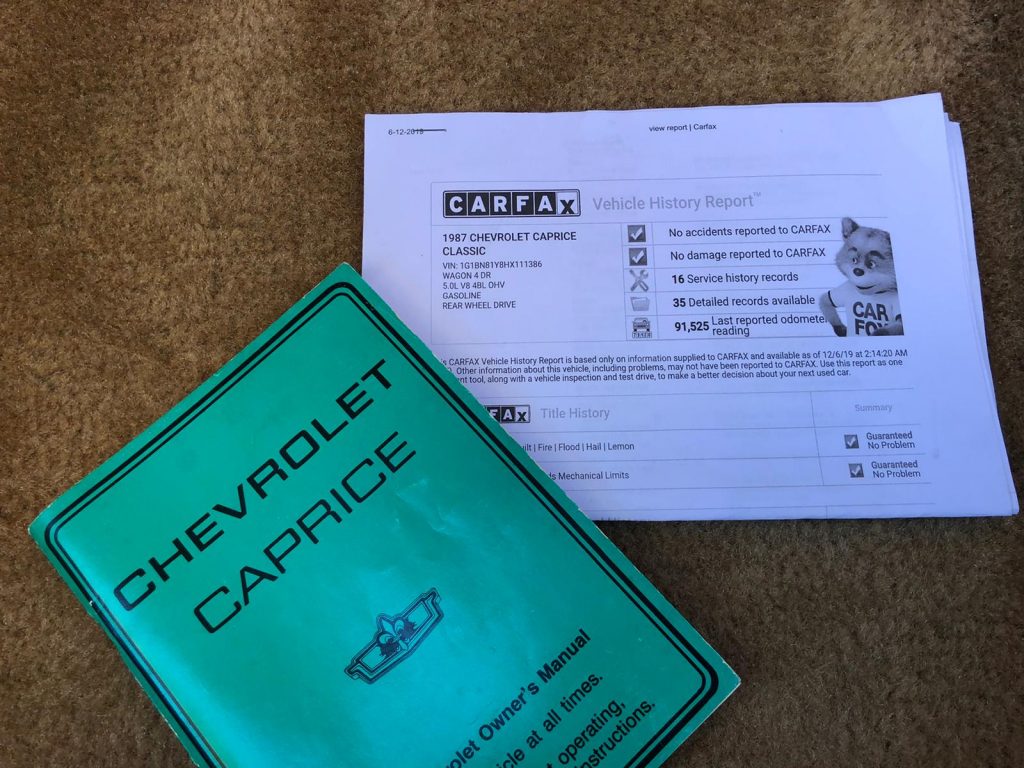 6-12-2019
view report | Carfax
CARFAX Vehicle History Report™
1987 CHEVROLET CAPRICE
CLASSIC
VIN: 1G1BN81Y8HX111386
WAGON 4 DR
5.0L V8 4BL OHV
GASOLINE
REAR WHEEL DRIVE
No accidents reported to CARFAX
No damage reported to CARFAX
16 Service history records
35 Detailed records available
91,525 Last reported odometer
reading
CAR
FOX
CARFAX Vehicle History Report is based only on information supplied to CARFAX and available as of 12/6/19 at 2:14:20 AM
Other information about this vehicle, including problems, may not have been reported to CARFAX. Use this report as one
tool, along with a vehicle inspection and test drive, to make a better decision about your next used car.
FAX Title History
Summary
| Fire | Flood | Hail | Lemon
Guaranteed
No Problem
Mechanical Limits
Guaranteed
No Problem
CHEVROLET
CAPRICE
Owner's Manual
at all times.
operating,
instructions.